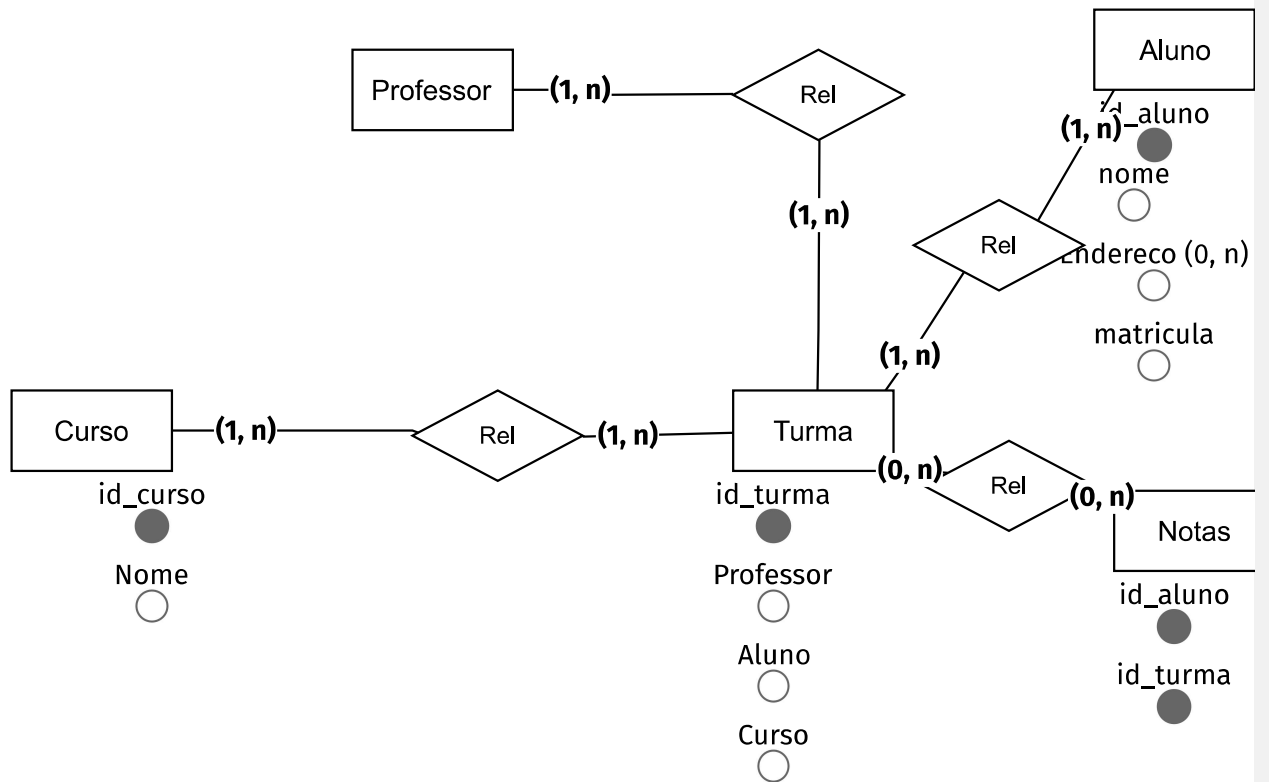 Aluno
Professor
(1, n)
Rel
(1, n)
id_aluno
nome
(1, n)
Rel
Endereco (0, n)
matricula
(1, n)
Curso
(1, n)
Rel
(1, n)
Turma
(0, n)
Rel
(0, n)
Notas
id_curso
Nome
id_turma
Professor
Aluno
Curso
id_aluno
id_turma